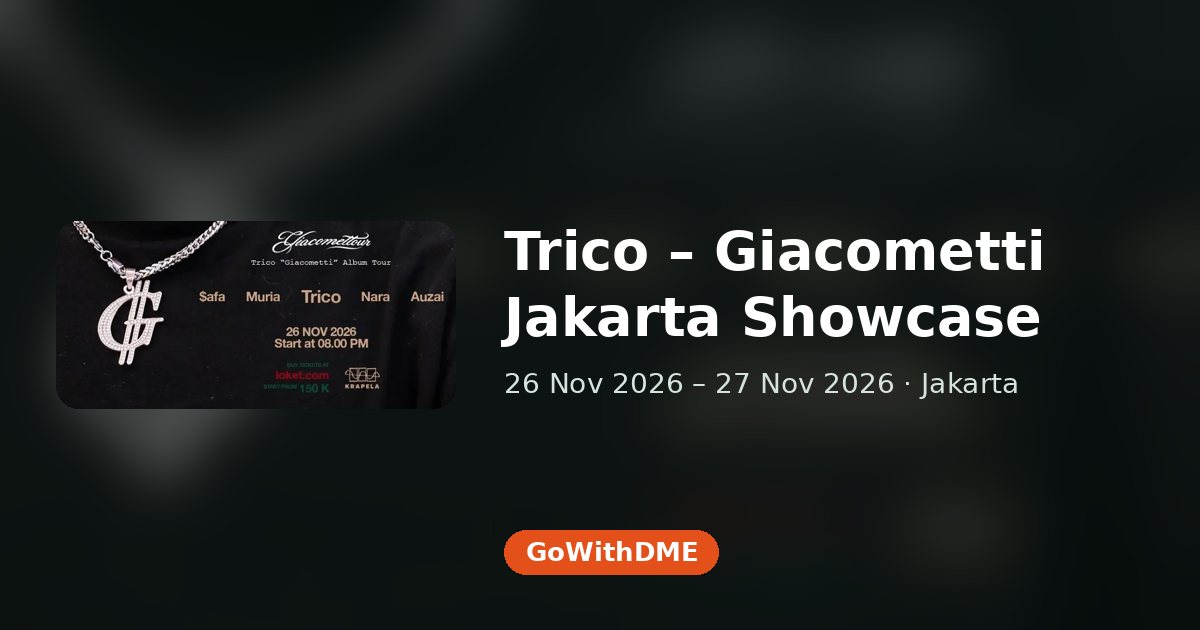 Giacomettour
Trico "Giacometti" Album Tour
$afa Muria Trico Nara Auzai
26 NOV 2026
Start at 08.00 PM
BUY TICKETS AT
loket.com
START FROM 150 K
KRAPELA
Trico – Giacometti
Jakarta Showcase
26 Nov 2026 – 27 Nov 2026 · Jakarta
GoWithDME